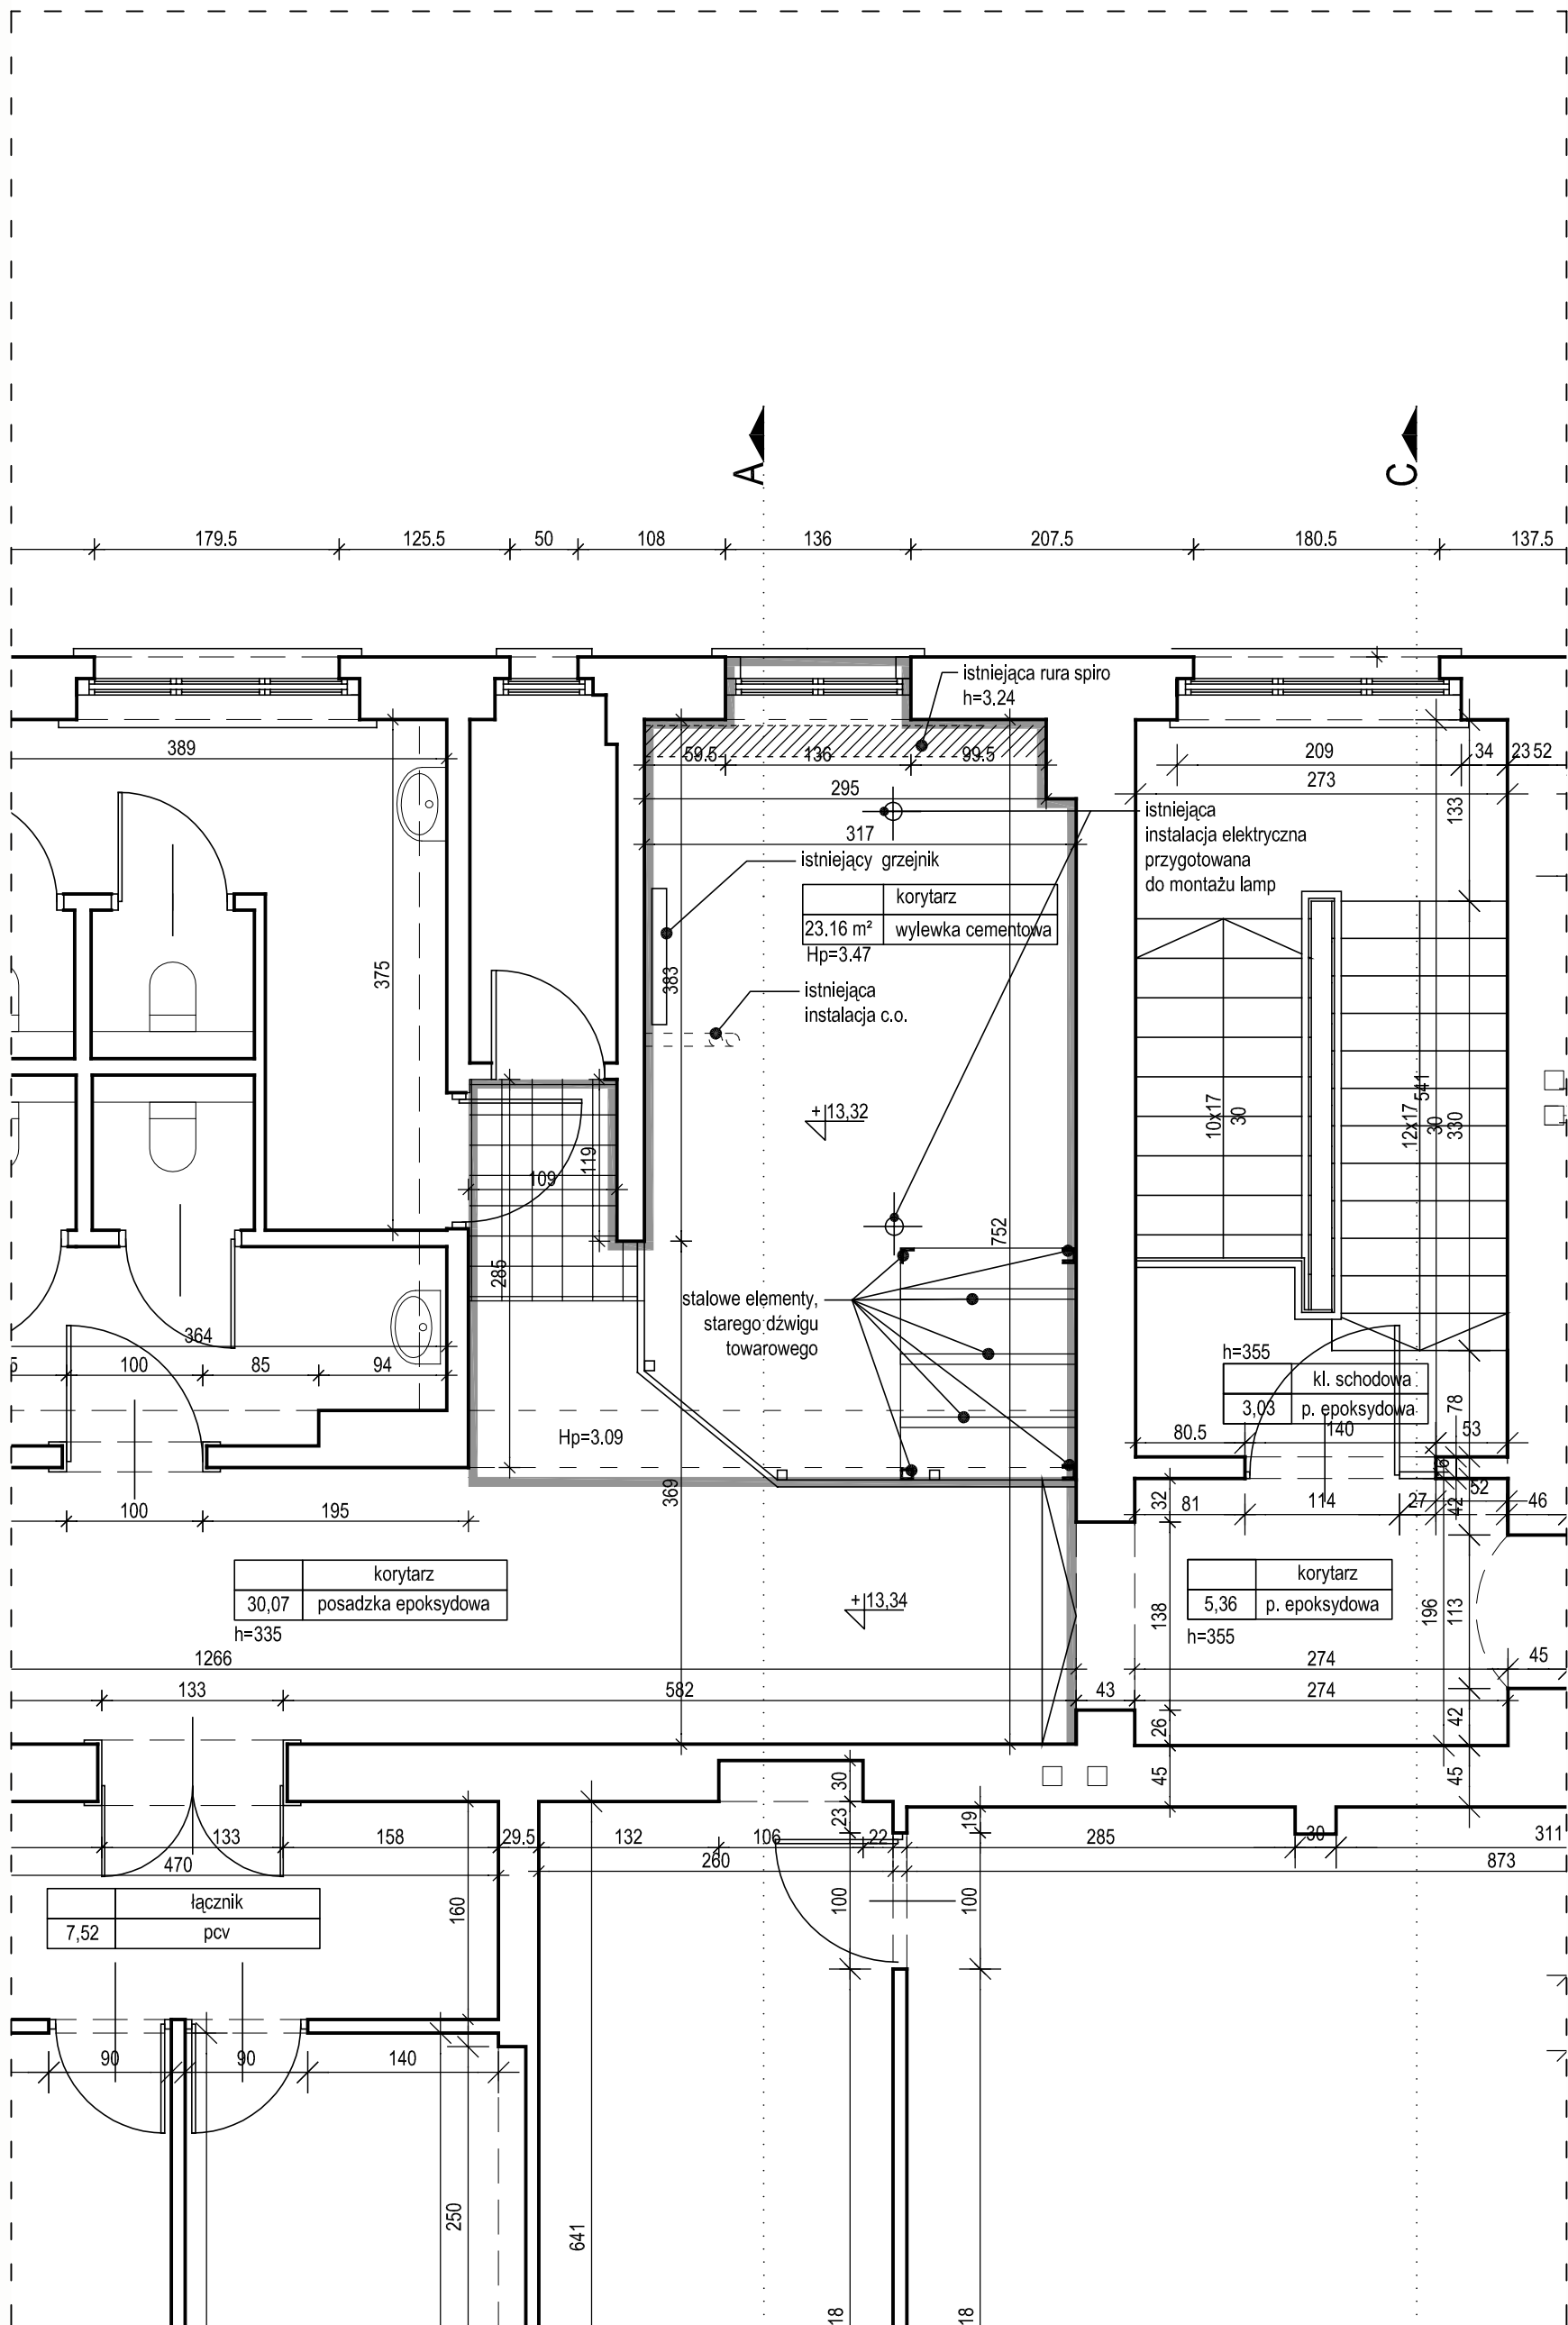 A
C
179.5
125.5
50
108
136
207.5
180.5
137.5
istniejąca rura spiro
h=3.24
389
59.5
136
99.5
209
34
23
52
295
273
133
317
istniejąca
instalacja elektryczna
przygotowana
do montażu lamp
istniejący grzejnik
korytarz
23.16 m²
wylewka cementowa
Hp=3.47
375
383
istniejąca
instalacja c.o.
+13,32
10x17
30
12x17
30
541
330
119
109
285
752
stalowe elementy,
starego dźwigu
towarowego
364
100
85
94
h=355
kl. schodowa
3,03
p. epoksydowa
78
80.5
140
53
Hp=3.09
369
100
195
32
81
114
27
42
52
46
korytarz
30,07
posadzka epoksydowa
h=335
+13,34
korytarz
5,36
p. epoksydowa
h=355
138
196
113
1266
274
45
133
582
43
274
26
42
45
45
30
23
19
133
158
29.5
132
106
22
285
30
311
470
260
873
łącznik
7,52
pcv
160
100
100
90
90
140
250
641
18
18